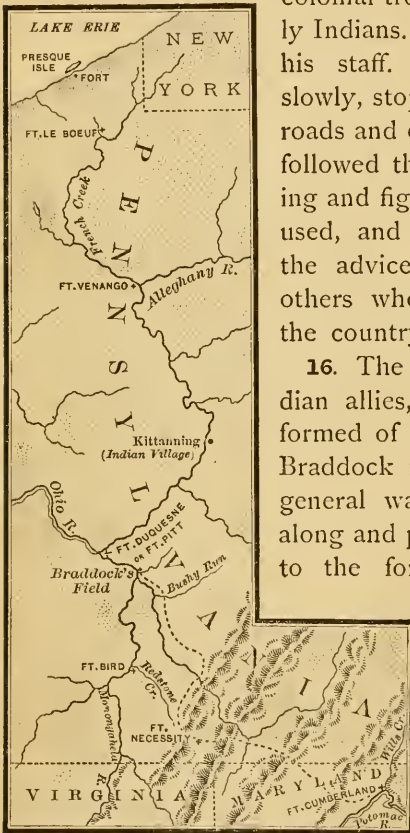 LAKE ERIE
NEW
YORK
PRESQUE
ISLE
FORT
FT. LE BOEUF
PENNSYLVANIA
French Creek
FT. VENANGO
Alleghany R.
Kittanning
(Indian Village)
Ohio R.
FT. DUQUESNE
OR FT. PITT
Braddock's
Field
Bushy Run
FT. BIRD
Redstone
Cr.
Monongahela
R.
FT.
NECESSITY
VIRGINIA
MARYLAND
FT. CUMBERLAND
Wills Cr.
Potomac
R.
ly Indians.
his staff.
slowly, sto
roads and
followed th
ing and fig
used, and
the advice
others wh
the countr
16. The
dian allies,
formed of
Braddock
general wa
along and p
to the fo